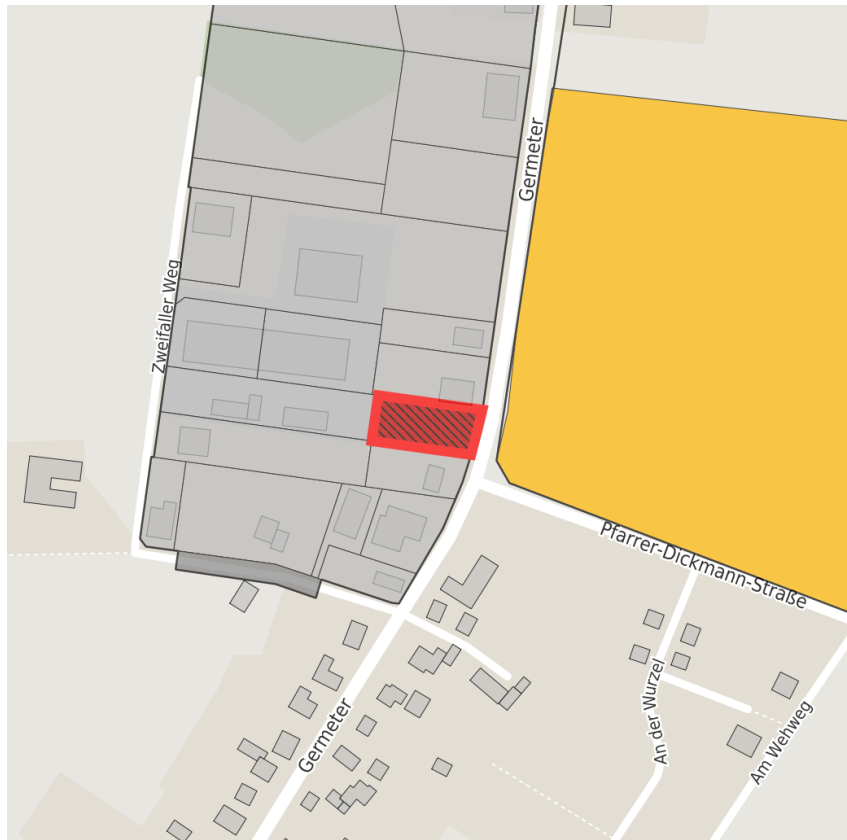 Germeter
Zweifaller Weg
Pfarrer-Dickmann-Straße
An der Wurzel
Germeter
Am Wehweg